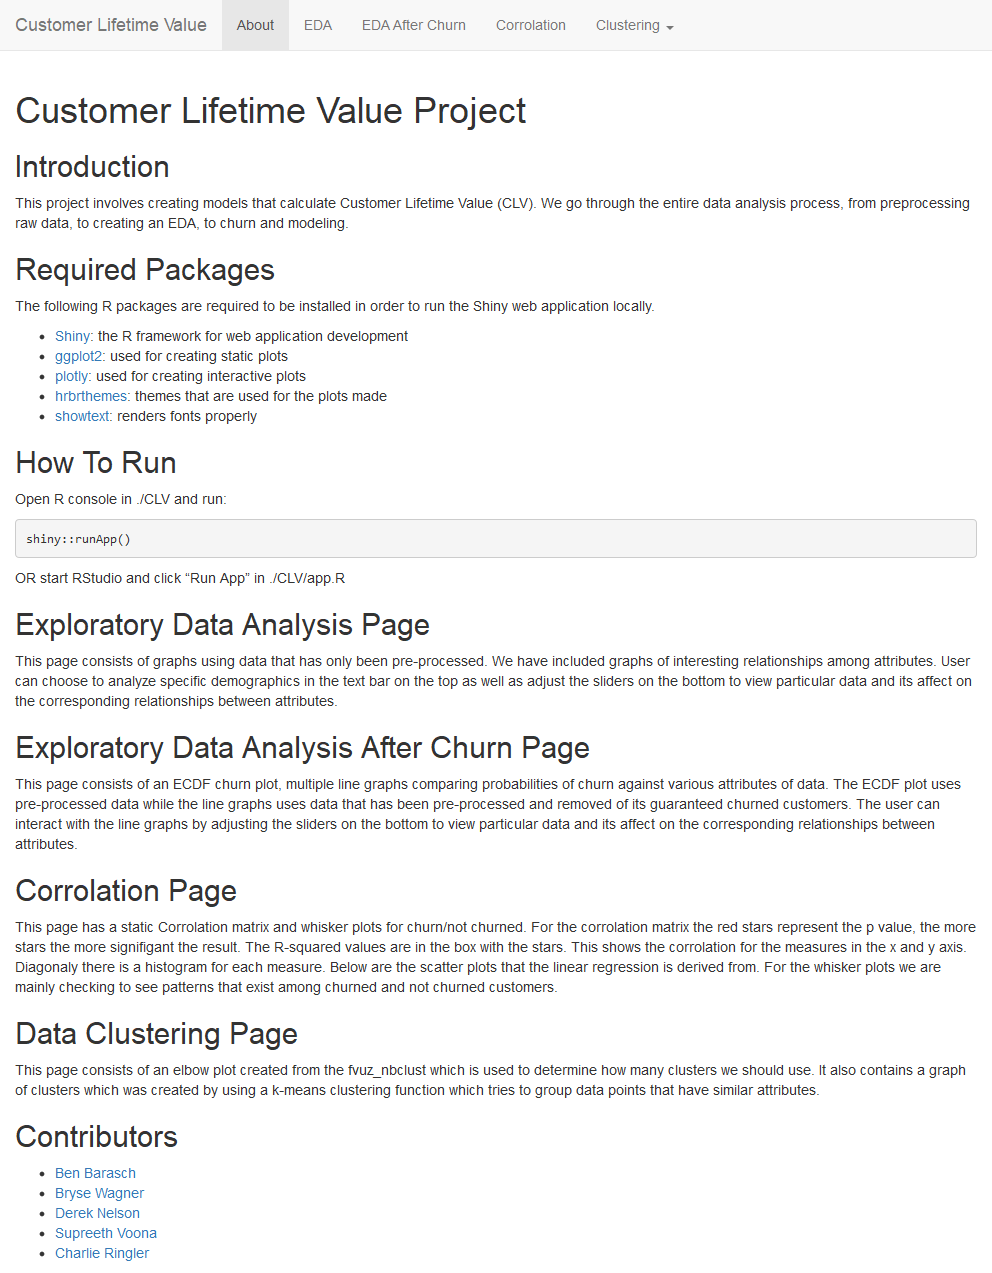 Customer Lifetime Value About EDA EDA After Churn Corrolation Clustering
Customer Lifetime Value Project
Introduction
This project involves creating models that calculate Customer Lifetime Value (CLV). We go through the entire data analysis process, from preprocessing
raw data, to creating an EDA, to churn and modeling.
Required Packages
The following R packages are required to be installed in order to run the Shiny web application locally.
• Shiny: the R framework for web application development
• ggplot2: used for creating static plots
• plotly: used for creating interactive plots
• hrbrthemes: themes that are used for the plots made
• showtext: renders fonts properly
How To Run
Open R console in ./CLV and run:
shiny::runApp()
OR start RStudio and click “Run App” in ./CLV/app.R
Exploratory Data Analysis Page
This page consists of graphs using data that has only been pre-processed. We have included graphs of interesting relationships among attributes. User
can choose to analyze specific demographics in the text bar on the top as well as adjust the sliders on the bottom to view particular data and its affect on
the corresponding relationships between attributes.
Exploratory Data Analysis After Churn Page
This page consists of an ECDF churn plot, multiple line graphs comparing probabilities of churn against various attributes of data. The ECDF plot uses
pre-processed data while the line graphs uses data that has been pre-processed and removed of its guaranteed churned customers. The user can
interact with the line graphs by adjusting the sliders on the bottom to view particular data and its affect on the corresponding relationships between
attributes.
Corrolation Page
This page has a static Corrolation matrix and whisker plots for churn/not churned. For the corrolation matrix the red stars represent the p value, the more
stars the more signifigant the result. The R-squared values are in the box with the stars. This shows the corrolation for the measures in the x and y axis.
Diagonaly there is a histogram for each measure. Below are the scatter plots that the linear regression is derived from. For the whisker plots we are
mainly checking to see patterns that exist among churned and not churned customers.
Data Clustering Page
This page consists of an elbow plot created from the fvuz_nbclust which is used to determine how many clusters we should use. It also contains a graph
of clusters which was created by using a k-means clustering function which tries to group data points that have similar attributes.
Contributors
• Ben Barasch
• Bryse Wagner
• Derek Nelson
• Supreeth Voona
• Charlie Ringler